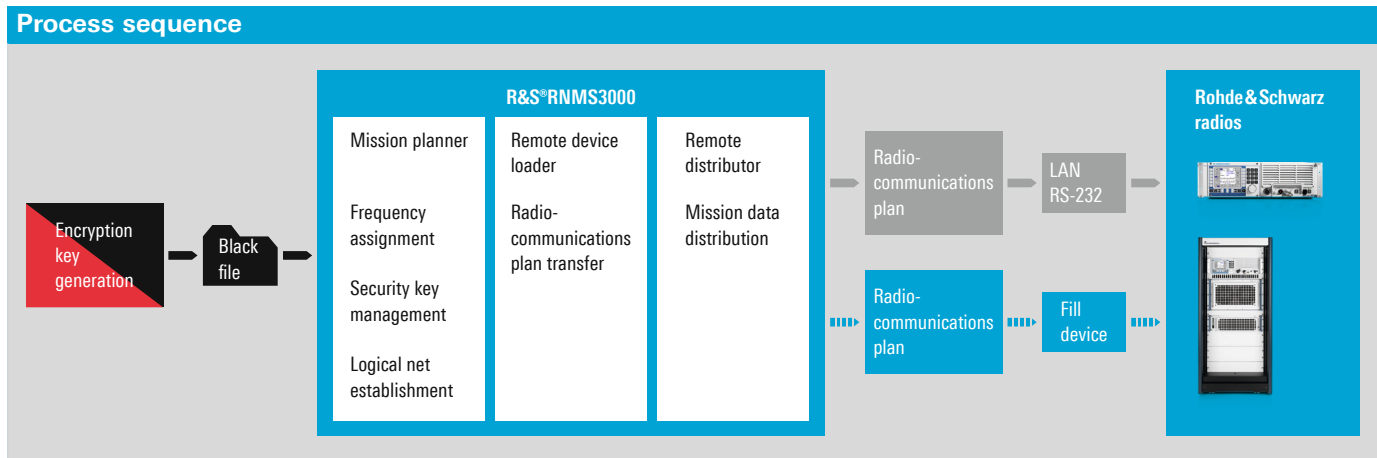 Process sequence
Encryption
key
generation
Black
file
R&S®RNMS3000
Mission planner
Frequency
assignment
Security key
management
Logical net
establishment
Remote device
loader
Radio-
communications
plan transfer
Remote
distributor
Mission data
distribution
Radio-
communications
plan
LAN
RS-232
Radio-
communications
plan
Fill
device
Rohde & Schwarz
radios